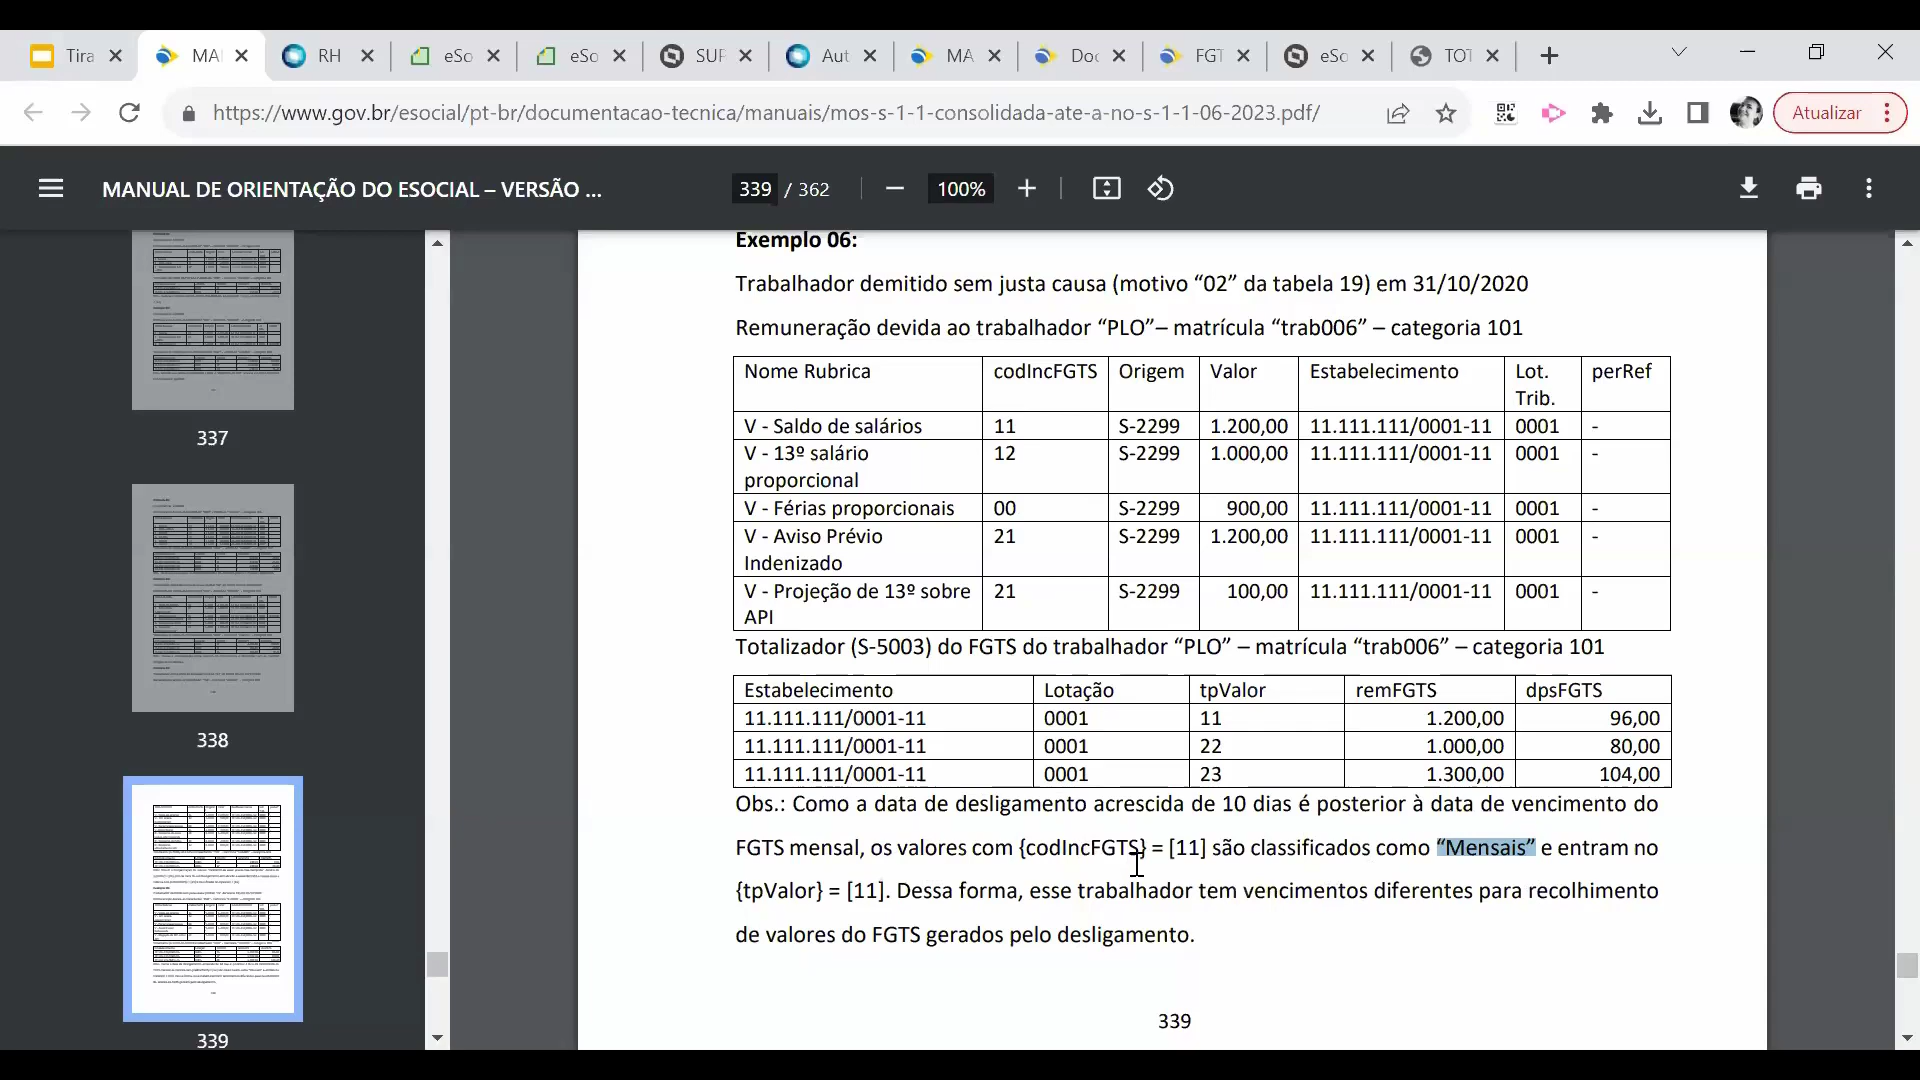 Tira
MA
RH
eSo
eSo
SUP
Aut
MA
Doc
FGT
eSo
TOT
https://www.gov.br/esocial/pt-br/documentacao-tecnica/manuais/mos-s-1-1-consolidada-ate-a-no-s-1-1-06-2023.pdf/
Atualizar
MANUAL DE ORIENTAÇÃO DO ESOCIAL – VERSÃO ...
339 / 362
100%
337
338
339
Exemplo 06:
Trabalhador demitido sem justa causa (motivo “02” da tabela 19) em 31/10/2020
Remuneração devida ao trabalhador “PLO”– matrícula “trab006” – categoria 101
Nome Rubrica codIncFGTS Origem Valor Estabelecimento Lot. Trib. perRef
V - Saldo de salários 11 S-2299 1.200,00 11.111.111/0001-11 0001 -
V - 13º salário proporcional 12 S-2299 1.000,00 11.111.111/0001-11 0001 -
V - Férias proporcionais 00 S-2299 900,00 11.111.111/0001-11 0001 -
V - Aviso Prévio Indenizado 21 S-2299 1.200,00 11.111.111/0001-11 0001 -
V - Projeção de 13º sobre API 21 S-2299 100,00 11.111.111/0001-11 0001 -
Totalizador (S-5003) do FGTS do trabalhador “PLO” – matrícula “trab006” – categoria 101
Estabelecimento Lotação tpValor remFGTS dpsFGTS
11.111.111/0001-11 0001 11 1.200,00 96,00
11.111.111/0001-11 0001 22 1.000,00 80,00
11.111.111/0001-11 0001 23 1.300,00 104,00
Obs.: Como a data de desligamento acrescida de 10 dias é posterior à data de vencimento do
FGTS mensal, os valores com {codIncFGTS} = [11] são classificados como “Mensais” e entram no
{tpValor} = [11]. Dessa forma, esse trabalhador tem vencimentos diferentes para recolhimento
de valores do FGTS gerados pelo desligamento.
339